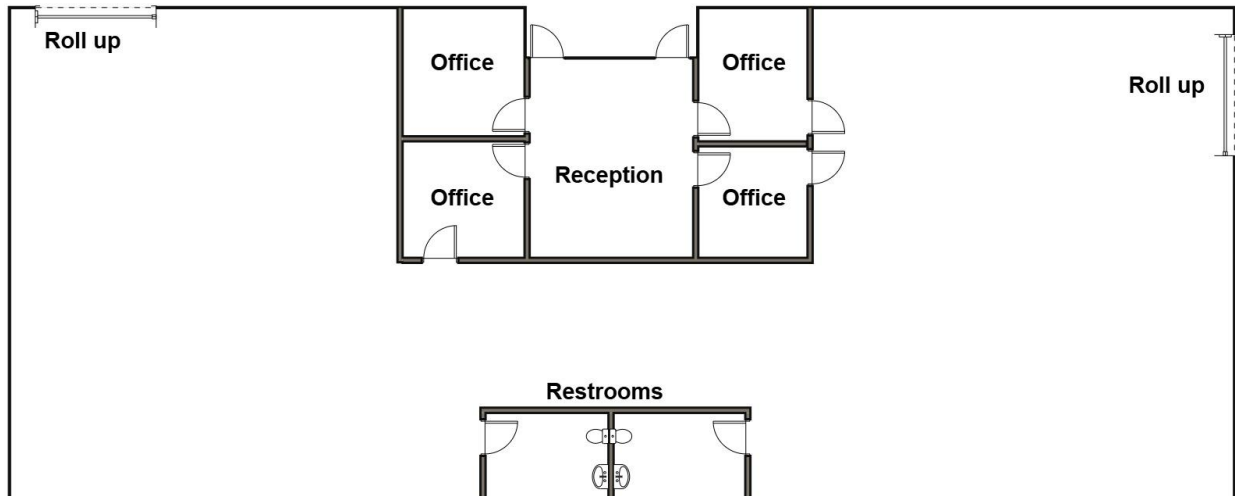 Roll up
Office
Office
Roll up
Reception
Office
Office
Restrooms